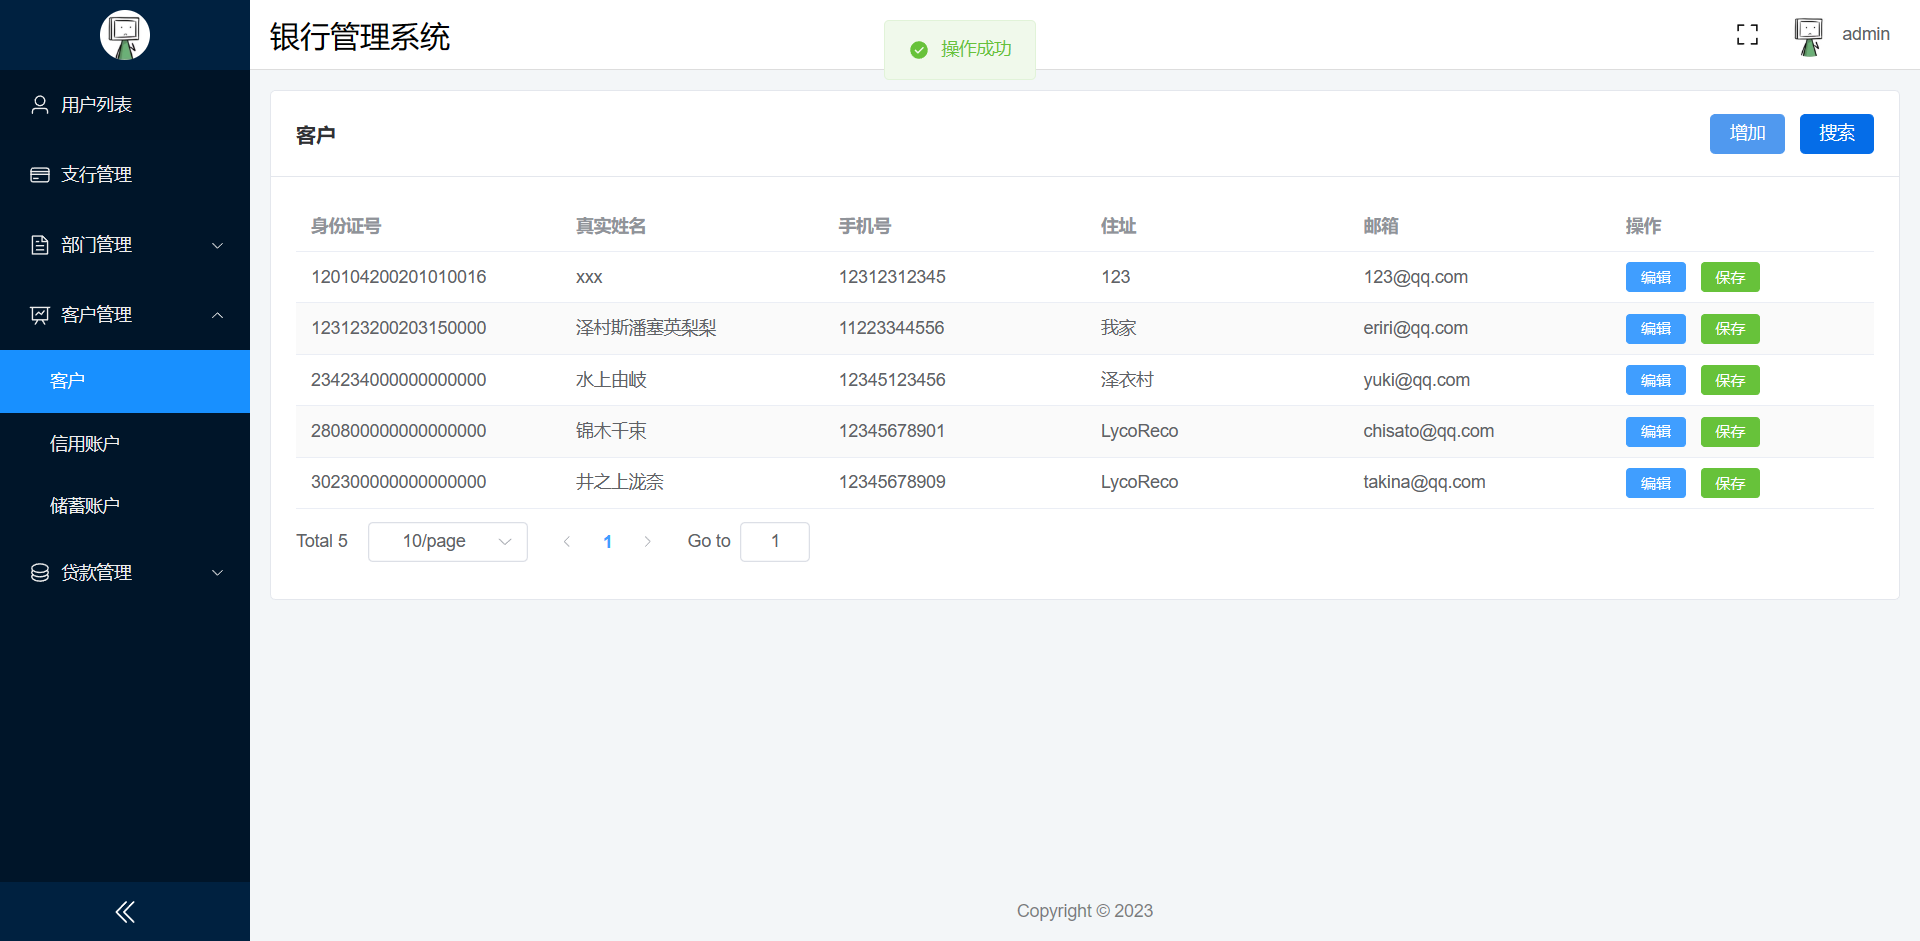 银行管理系统
操作成功
admin
用户列表
支行管理
部门管理
客户管理
客户
信用账户
储蓄账户
贷款管理
客户
增加 搜索
身份证号 真实姓名 手机号 住址 邮箱 操作
120104200201010016 xxx 12312312345 123 123@qq.com 编辑 保存
123123200203150000 泽村斯潘塞英梨梨 11223344556 我家 eriri@qq.com 编辑 保存
234234000000000000 水上由岐 12345123456 泽衣村 yuki@qq.com 编辑 保存
280800000000000000 锦木千束 12345678901 LycoReco chisato@qq.com 编辑 保存
302300000000000000 井之上泷奈 12345678909 LycoReco takina@qq.com 编辑 保存
Total 5 10/page 1 Go to 1
Copyright © 2023